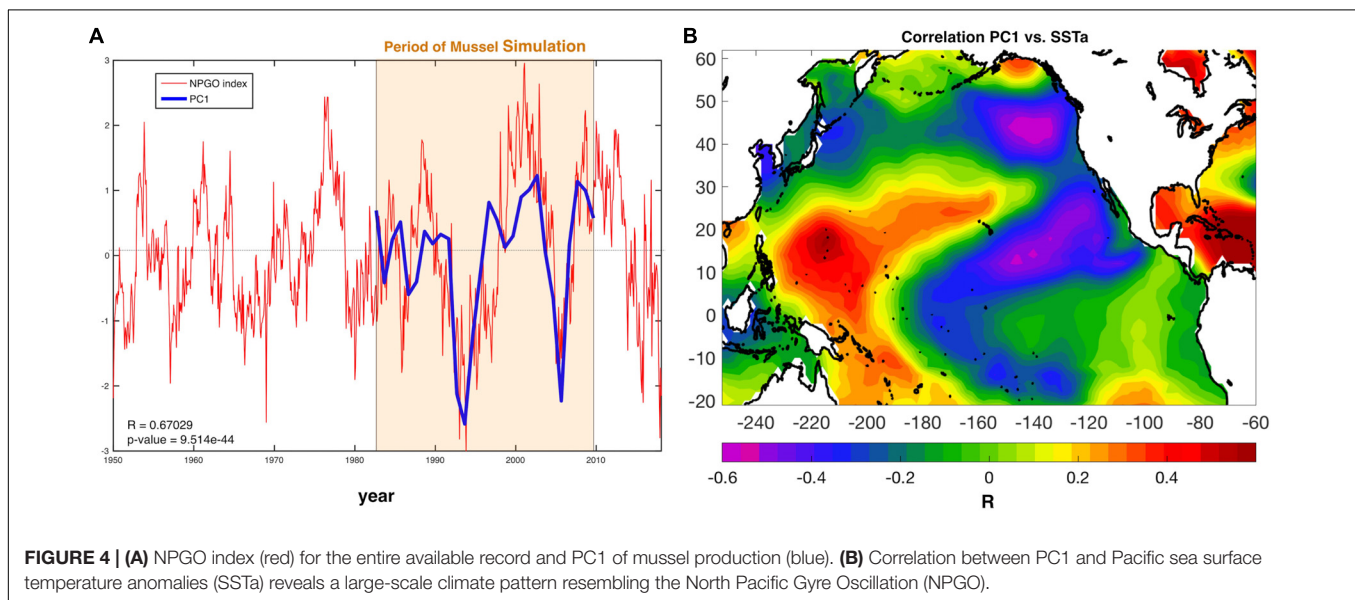 A
Period of Mussel Simulation
NPGO index
PC1
3
2
1
0
-1
-2
-3
R = 0.67029
p-value = 9.514e-44
1950 1960 1970 1980 1990 2000 2010
year
B
Correlation PC1 vs. SSTa
60
50
40
30
20
10
0
-10
-20
-240 -220 -200 -180 -160 -140 -120 -100 -80 -60
-0.6 -0.4 -0.2 0 0.2 0.4
R
FIGURE 4 | (A) NPGO index (red) for the entire available record and PC1 of mussel production (blue). (B) Correlation between PC1 and Pacific sea surface
temperature anomalies (SSTa) reveals a large-scale climate pattern resembling the North Pacific Gyre Oscillation (NPGO).